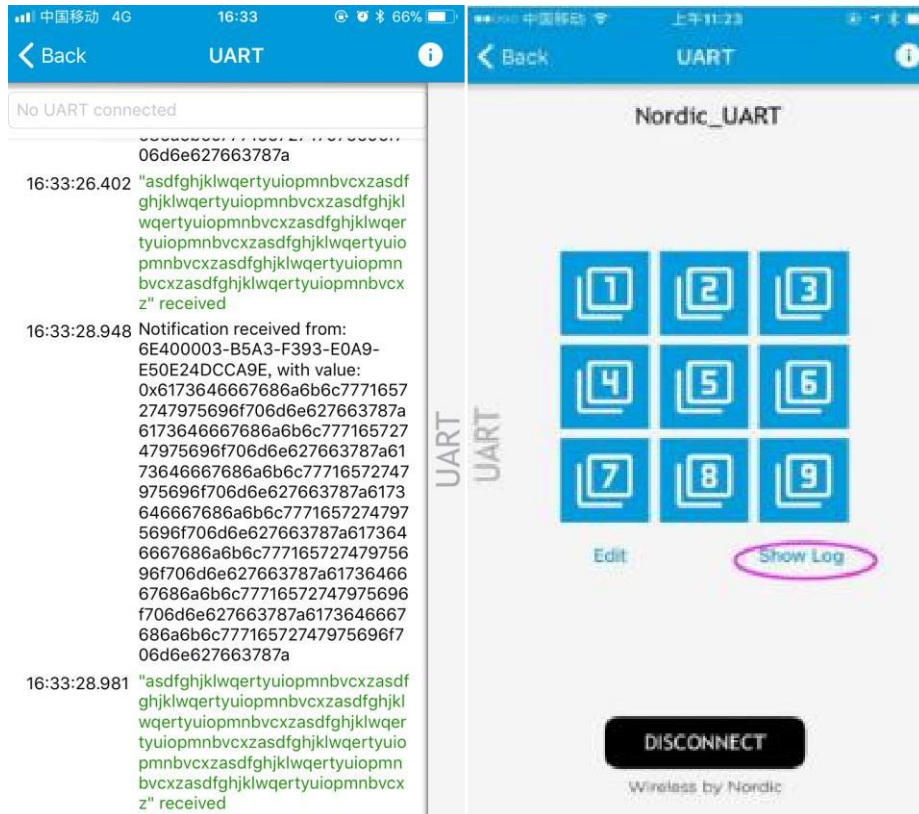 中国移动 4G 16:33 66%
Back UART i
No UART connected
06d6e627663787a
16:33:26.402 "asdfghjklwqertyuiopmnbvcxzasdf
ghjklwqertyuiopmnbvcxzasdfghjkl
wqertyuiopmnbvcxzasdfghjklwqer
tyuiopmnbvcxzasdfghjklwqertyuio
pmnbvcxzasdfghjklwqertyuiopmn
bvcxzasdfghjklwqertyuiopmnbvcx
z" received
16:33:28.948 Notification received from:
6E400003-B5A3-F393-E0A9-
E50E24DCCA9E, with value:
0x6173646667686a6b6c7771657
2747975696f706d6e627663787a
6173646667686a6b6c777165727
47975696f706d6e627663787a61
73646667686a6b6c77716572747
975696f706d6e627663787a6173
646667686a6b6c7771657274797
5696f706d6e627663787a617364
6667686a6b6c777165727479756
96f706d6e627663787a61736466
67686a6b6c77716572747975696
f706d6e627663787a6173646667
686a6b6c77716572747975696f7
06d6e627663787a
16:33:28.981 "asdfghjklwqertyuiopmnbvcxzasdf
ghjklwqertyuiopmnbvcxzasdfghjkl
wqertyuiopmnbvcxzasdfghjklwqer
tyuiopmnbvcxzasdfghjklwqertyuio
pmnbvcxzasdfghjklwqertyuiopmn
bvcxzasdfghjklwqertyuiopmnbvcx
z" received
UART
中国移动 上午11:23
Back UART i
Nordic_UART
1 2 3
4 5 6
7 8 9
UART
Edit Show Log
DISCONNECT
Wireless by Nordic